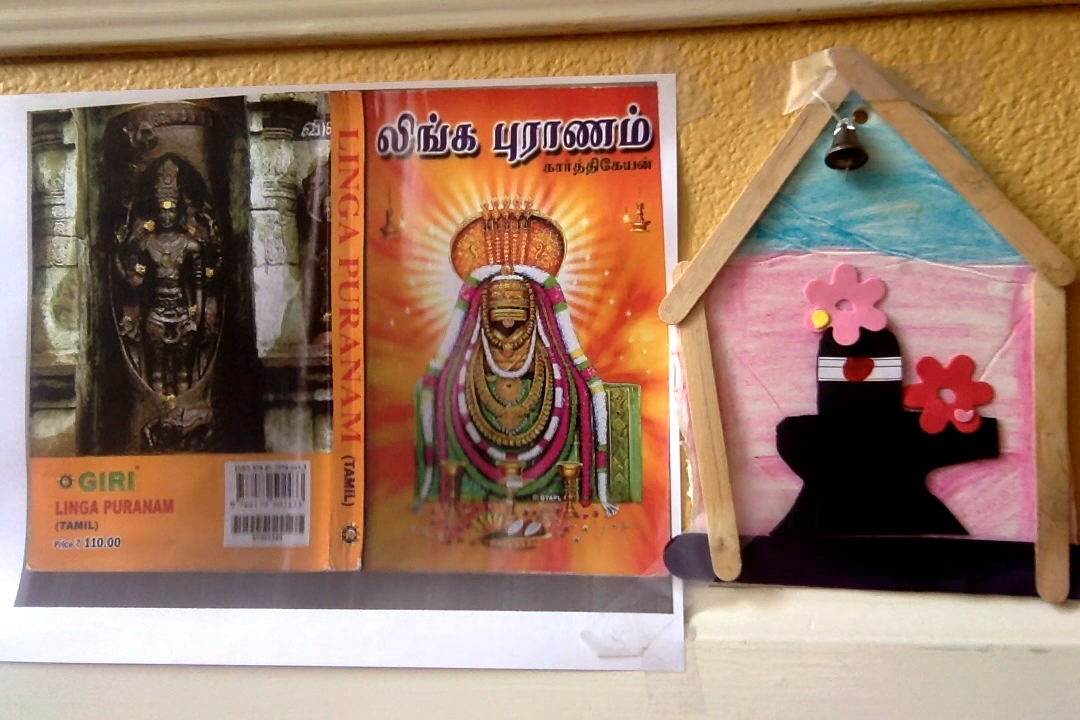 லிங்க புராணம்
கார்த்திகேயன்
LINGA PURANAM (TAMIL)
GIRI
LINGA PURANAM
(TAMIL)
Price ₹ 110.00